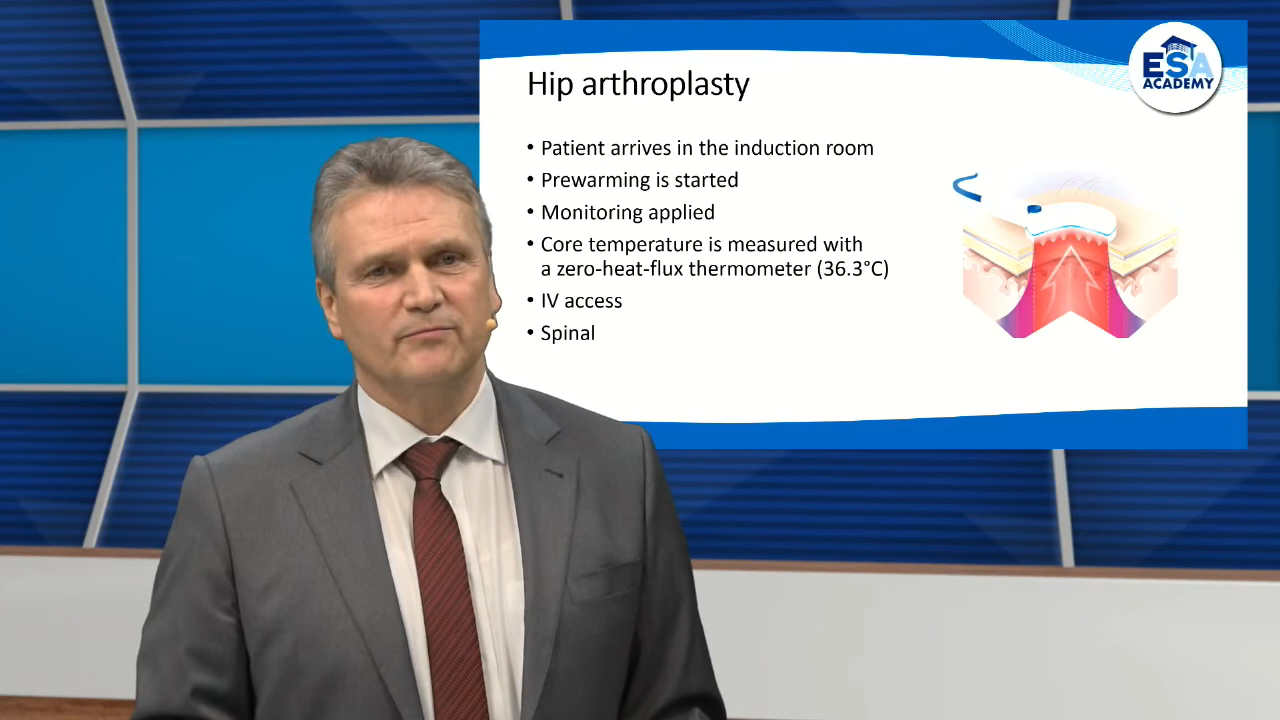 Hip arthroplasty
ESA
ACADEMY
• Patient arrives in the induction room
• Prewarming is started
• Monitoring applied
• Core temperature is measured with
a zero-heat-flux thermometer (36.3°C)
• IV access
• Spinal